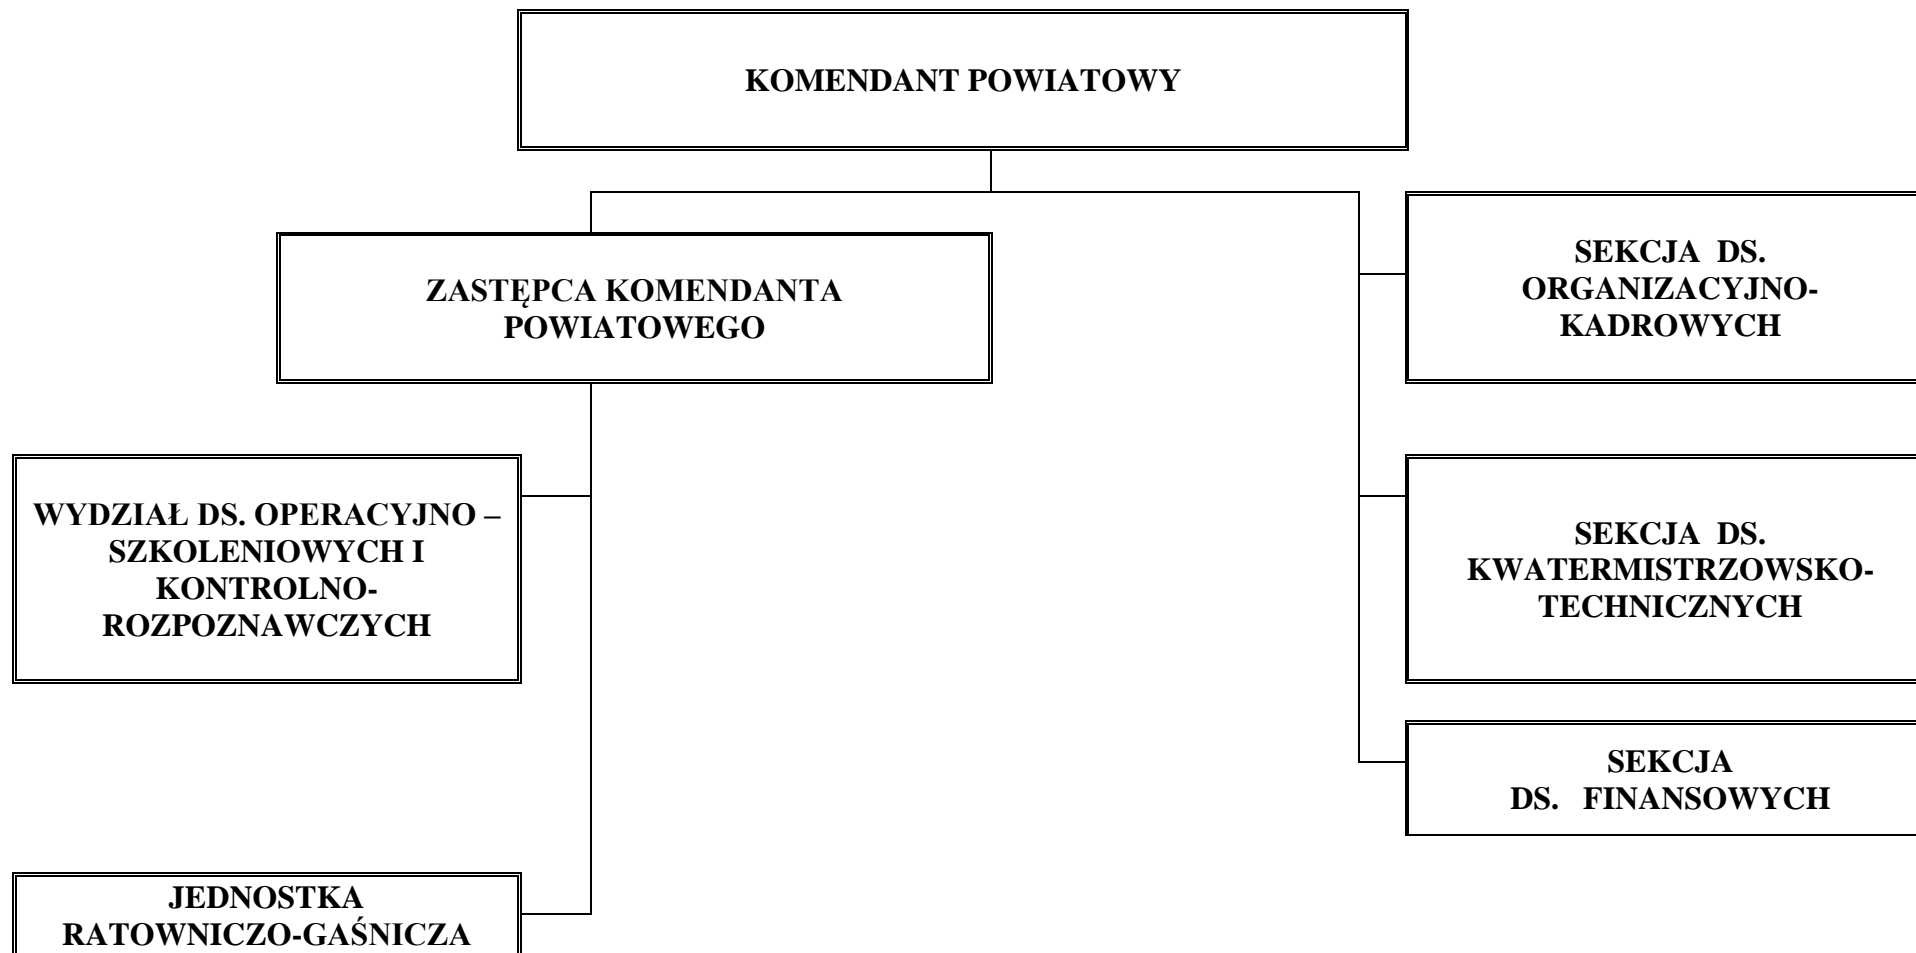 KOMENDANT POWIATOWY
ZASTĘPCA KOMENDANTA
POWIATOWEGO
SEKCJA DS.
ORGANIZACYJNO-
KADROWYCH
WYDZIAŁ DS. OPERACYJNO –
SZKOLENIOWYCH I
KONTROLNO-
ROZPOZNAWCZYCH
SEKCJA DS.
KWATERMISTRZOWSKO-
TECHNICZNYCH
SEKCJA
DS. FINANSOWYCH
JEDNOSTKA
RATOWNICZO-GAŚNICZA